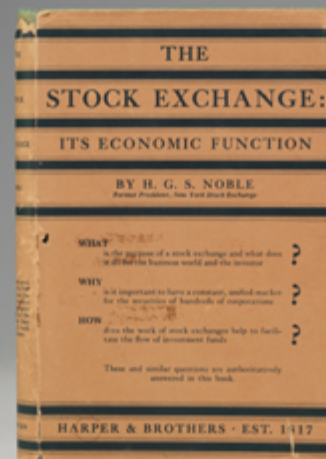 THE
STOCK EXCHANGE:
ITS ECONOMIC FUNCTION
BY H. G. S. NOBLE
Former President, New York Stock Exchange
WHAT
is the purpose of a stock exchange and what does
it do for the business world and the investor
?
WHY
is it important to have a constant, unified market
for the securities of hundreds of corporations
?
HOW
does the work of stock exchanges help to facili-
tate the flow of investment funds
?
These and similar questions are authoritatively
answered in this book.
HARPER & BROTHERS · EST. 1817